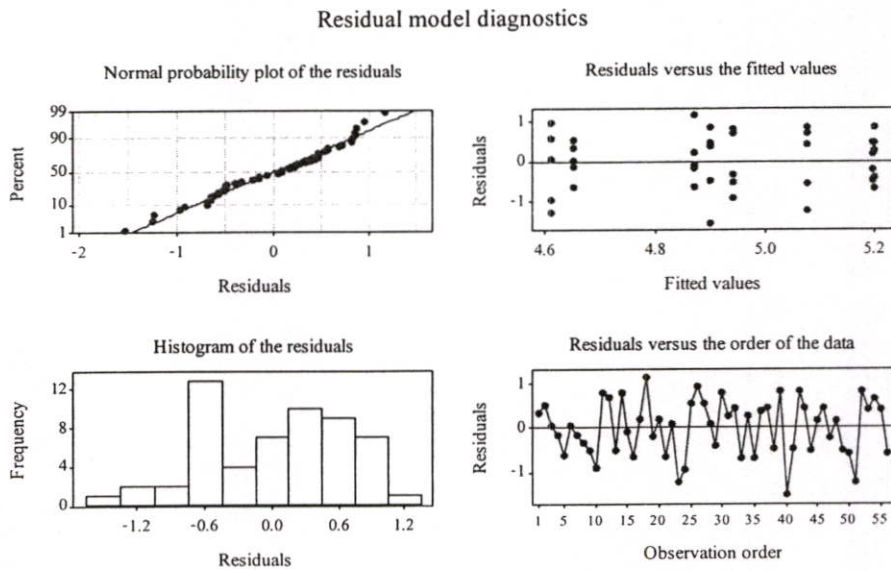 Residual model diagnostics
Normal probability plot of the residuals
Percent
99
90
50
10
1
-2 -1 0 1
Residuals
Residuals versus the fitted values
Residuals
1
0
-1
4.6 4.8 5.0 5.2
Fitted values
Histogram of the residuals
Frequency
12
8
4
0
-1.2 -0.6 0.0 0.6 1.2
Residuals
Residuals versus the order of the data
Residuals
1
0
-1
1 5 10 15 20 25 30 35 40 45 50 55
Observation order